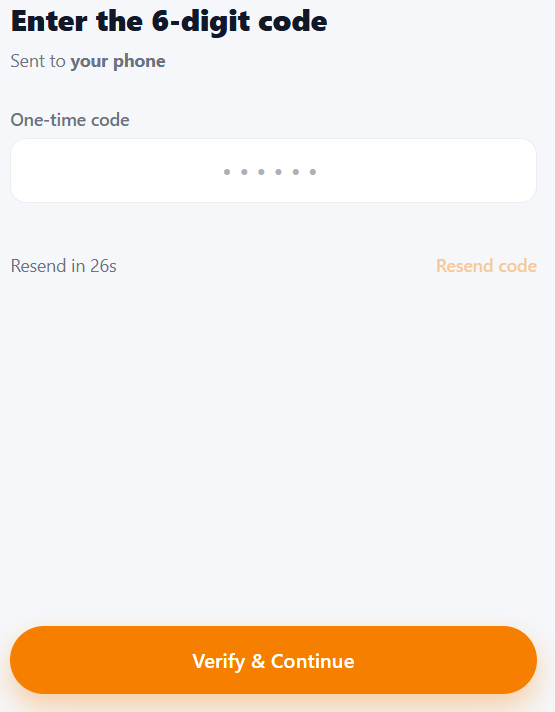 Enter the 6-digit code
Sent to your phone
One-time code
••••••
Resend in 26s
Resend code
Verify & Continue